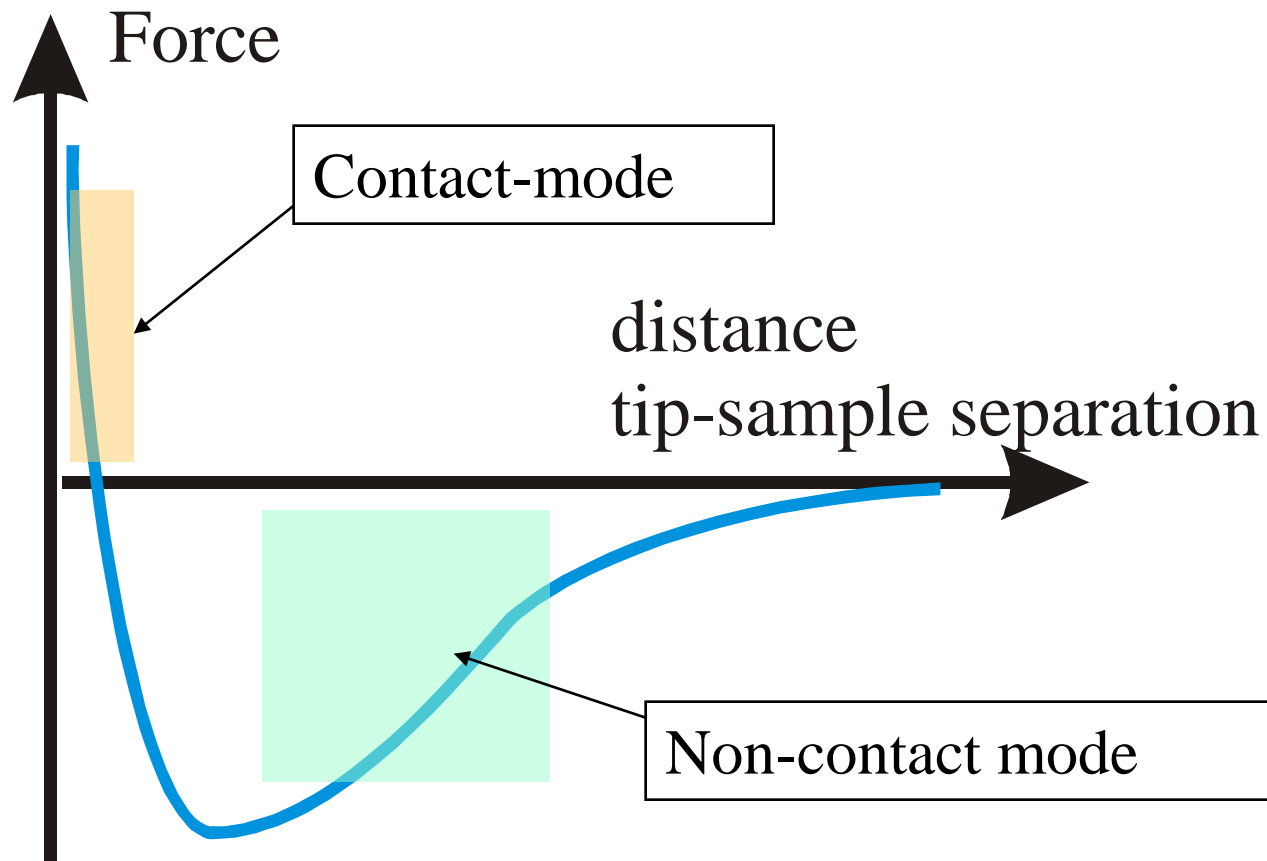 Force
Contact-mode
distance
tip-sample separation
Non-contact mode